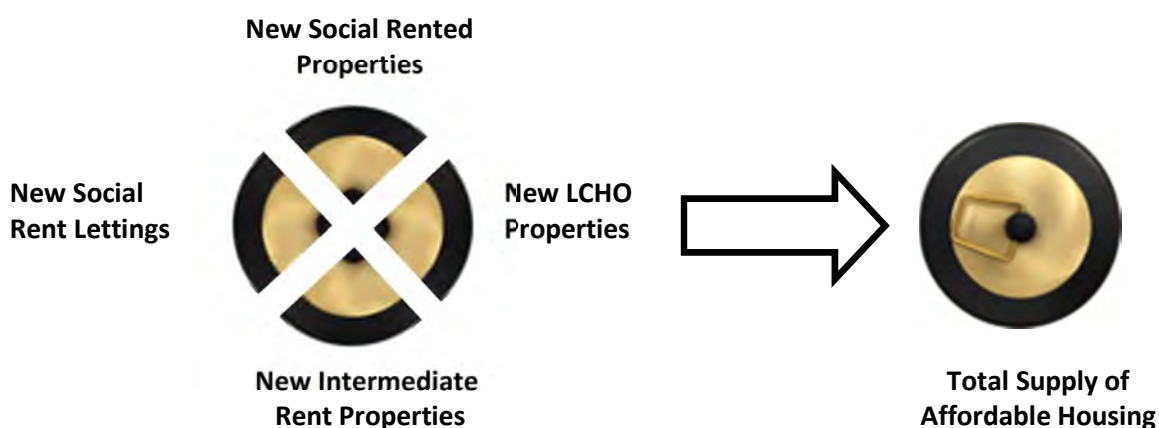 New Social Rented
Properties
New Social
Rent Lettings
New LCHO
Properties
New Intermediate
Rent Properties
Total Supply of
Affordable Housing